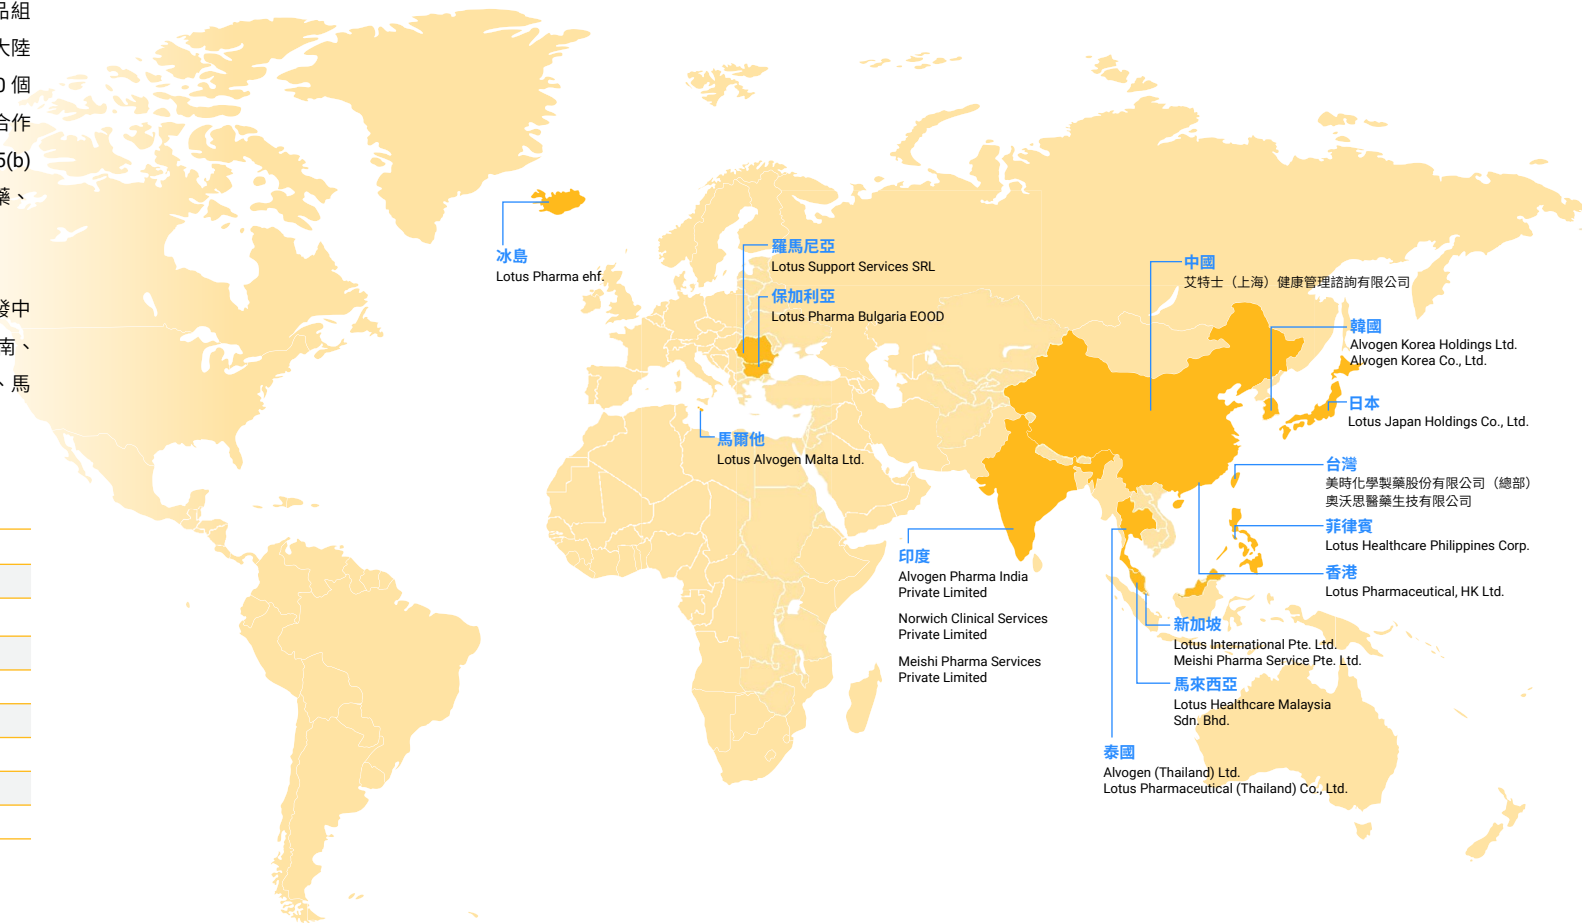 品組
大陸
0 個
合作
5(b)
藥、
發中
南、
、馬
冰島
Lotus Pharma ehf.
羅馬尼亞
Lotus Support Services SRL
保加利亞
Lotus Pharma Bulgaria EOOD
馬爾他
Lotus Alvogen Malta Ltd.
印度
Alvogen Pharma India
Private Limited
Norwich Clinical Services
Private Limited
Meishi Pharma Services
Private Limited
中國
艾特士（上海）健康管理諮詢有限公司
韓國
Alvogen Korea Holdings Ltd.
Alvogen Korea Co., Ltd.
日本
Lotus Japan Holdings Co., Ltd.
台灣
美時化學製藥股份有限公司（總部）
奧沃思醫藥生技有限公司
菲律賓
Lotus Healthcare Philippines Corp.
香港
Lotus Pharmaceutical, HK Ltd.
新加坡
Lotus International Pte. Ltd.
Meishi Pharma Service Pte. Ltd.
馬來西亞
Lotus Healthcare Malaysia
Sdn. Bhd.
泰國
Alvogen (Thailand) Ltd.
Lotus Pharmaceutical (Thailand) Co., Ltd.